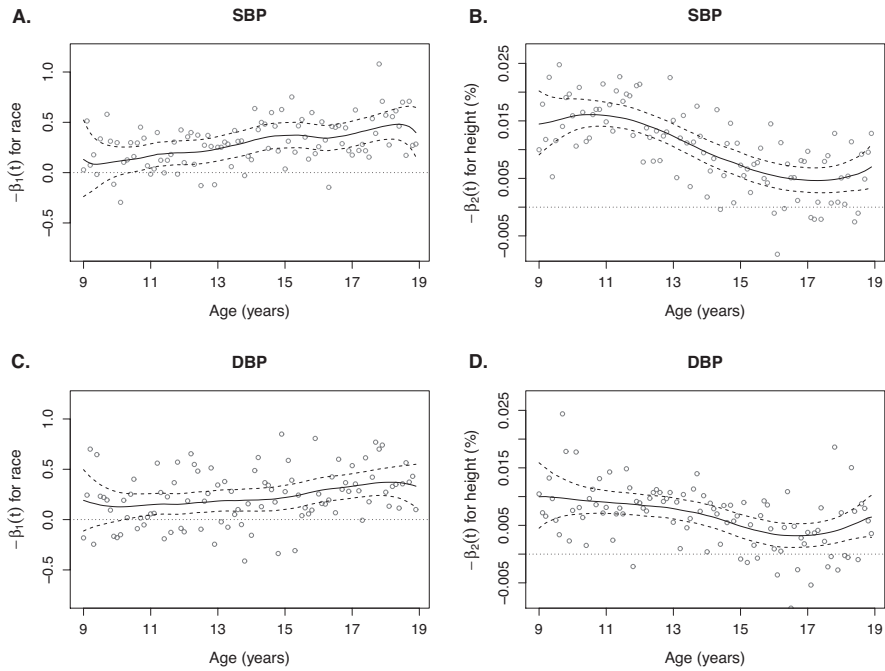 A.
SBP
−β₁(t) for race
1.0
0.5
0.0
−0.5
9 11 13 15 17 19
Age (years)
B.
SBP
−β₂(t) for height (%)
0.025
0.015
0.005
−0.005
9 11 13 15 17 19
Age (years)
C.
DBP
−β₁(t) for race
1.0
0.5
0.0
−0.5
9 11 13 15 17 19
Age (years)
D.
DBP
−β₂(t) for height (%)
0.025
0.015
0.005
−0.005
9 11 13 15 17 19
Age (years)